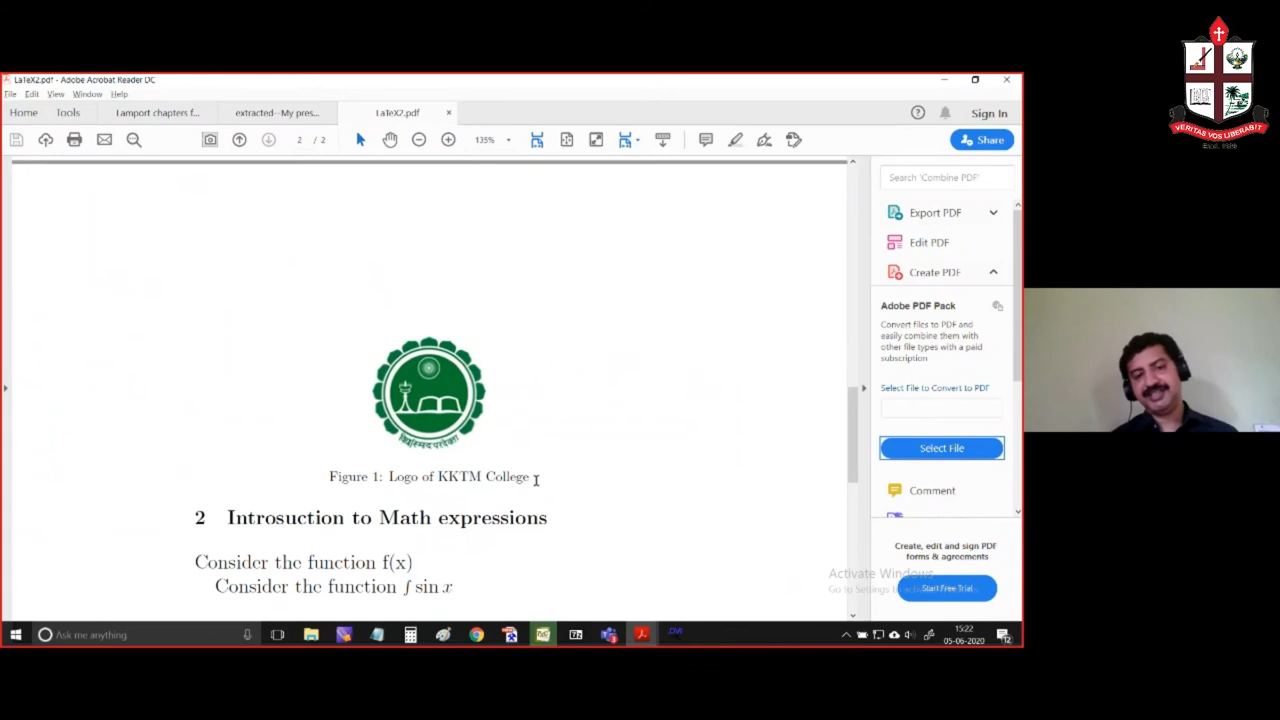 LaTeX2.pdf - Adobe Acrobat Reader DC
File Edit View Window Help
Home Tools Lamport chapters f... extracted--My pres... LaTeX2.pdf × Sign In
2 / 2 135% Share
Search 'Combine PDF'
Export PDF
Edit PDF
Create PDF
Adobe PDF Pack
Convert files to PDF and
easily combine them with
other file types with a paid
subscription
Select File to Convert to PDF
Select File
Comment
Create, edit and sign PDF
forms & agreements
Start Free Trial
Figure 1: Logo of KKTM College
2 Introsuction to Math expressions
Consider the function f(x)
Consider the function ∫ sin x
Activate Windows
Go to Settings to
Ask me anything
15:22
05-06-2020
VERITAS VOS LIBERABIT